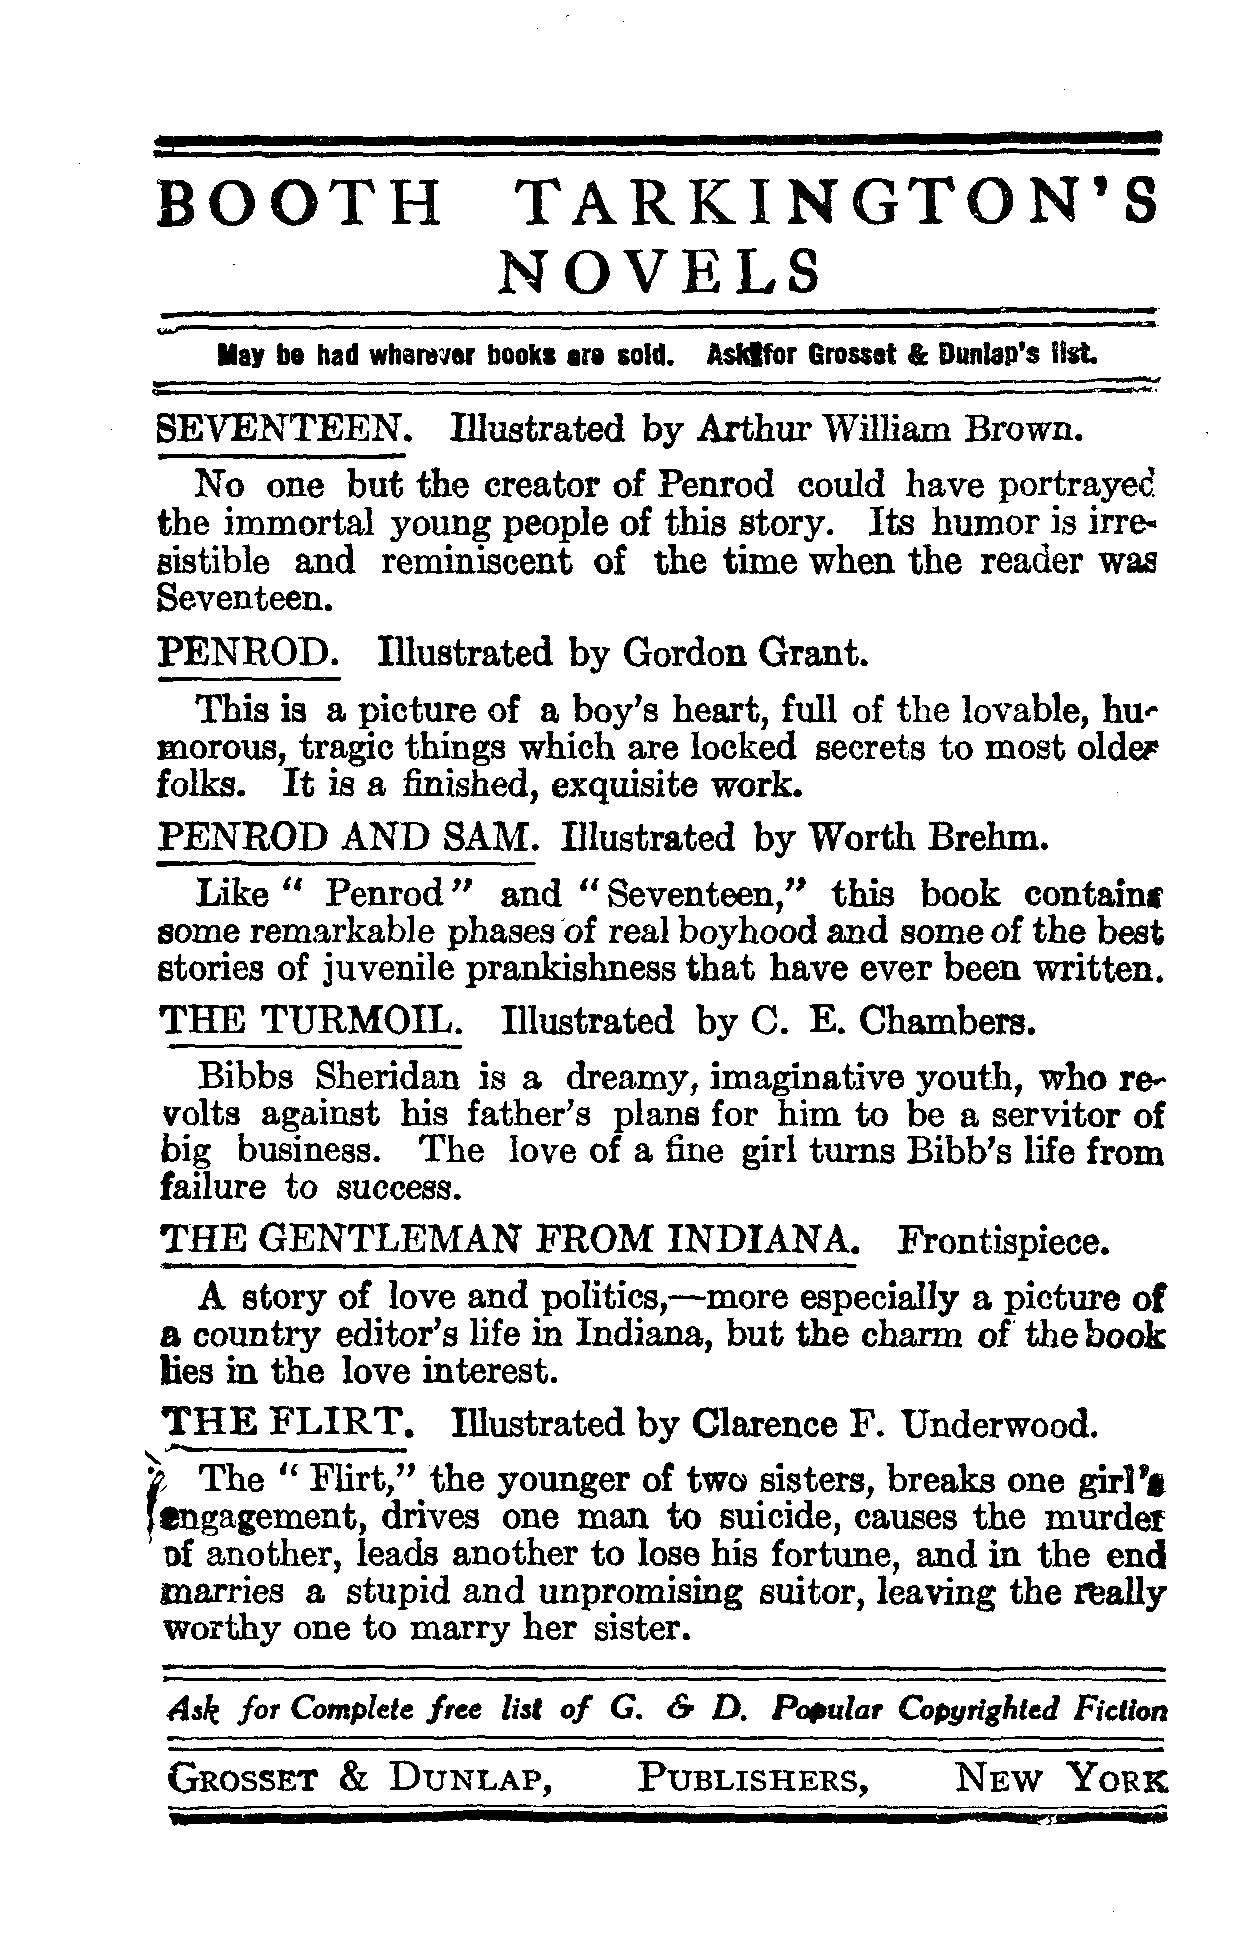 BOOTH TARKINGTON'S
NOVELS
May be had wherever books are sold. Ask for Grosset & Dunlap's list.
SEVENTEEN. Illustrated by Arthur William Brown.
No one but the creator of Penrod could have portrayed
the immortal young people of this story. Its humor is irre-
sistible and reminiscent of the time when the reader was
Seventeen.
PENROD. Illustrated by Gordon Grant.
This is a picture of a boy's heart, full of the lovable, hu-
morous, tragic things which are locked secrets to most older
folks. It is a finished, exquisite work.
PENROD AND SAM. Illustrated by Worth Brehm.
Like " Penrod " and " Seventeen," this book contains
some remarkable phases of real boyhood and some of the best
stories of juvenile prankishness that have ever been written.
THE TURMOIL. Illustrated by C. E. Chambers.
Bibbs Sheridan is a dreamy, imaginative youth, who re-
volts against his father's plans for him to be a servitor of
big business. The love of a fine girl turns Bibb's life from
failure to success.
THE GENTLEMAN FROM INDIANA. Frontispiece.
A story of love and politics,—more especially a picture of
a country editor's life in Indiana, but the charm of the book
lies in the love interest.
THE FLIRT. Illustrated by Clarence F. Underwood.
The " Flirt," the younger of two sisters, breaks one girl's
engagement, drives one man to suicide, causes the murder
of another, leads another to lose his fortune, and in the end
marries a stupid and unpromising suitor, leaving the really
worthy one to marry her sister.
Ask for Complete free list of G. & D. Popular Copyrighted Fiction
GROSSET & DUNLAP, PUBLISHERS, NEW YORK